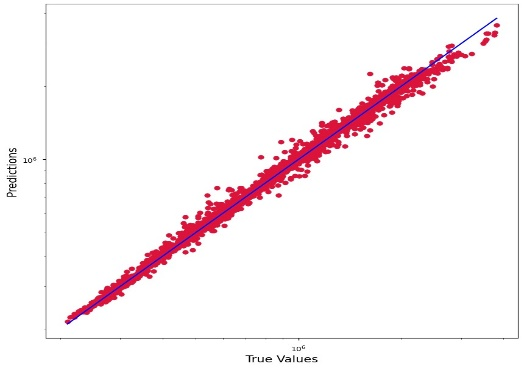 Predictions
10⁶
10⁶
True Values